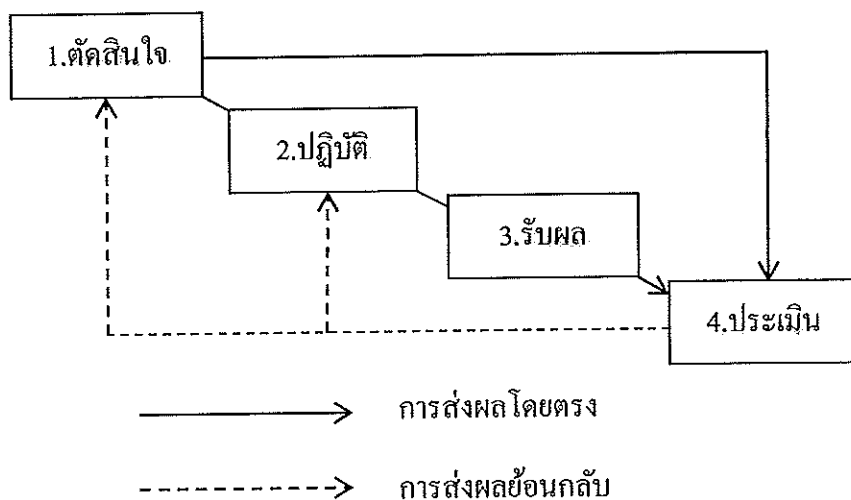 1.ตัดสินใจ
2.ปฏิบัติ
3.รับผล
4.ประเมิน
การส่งผลโดยตรง
การส่งผลย้อนกลับ